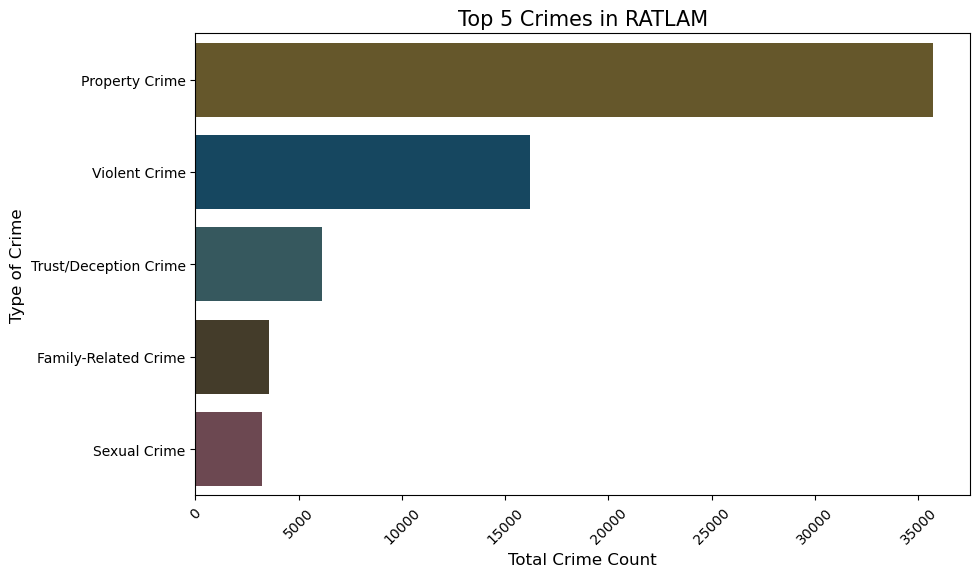 Top 5 Crimes in RATLAM
Type of Crime
Property Crime
Violent Crime
Trust/Deception Crime
Family-Related Crime
Sexual Crime
0
5000
10000
15000
20000
25000
30000
35000
Total Crime Count